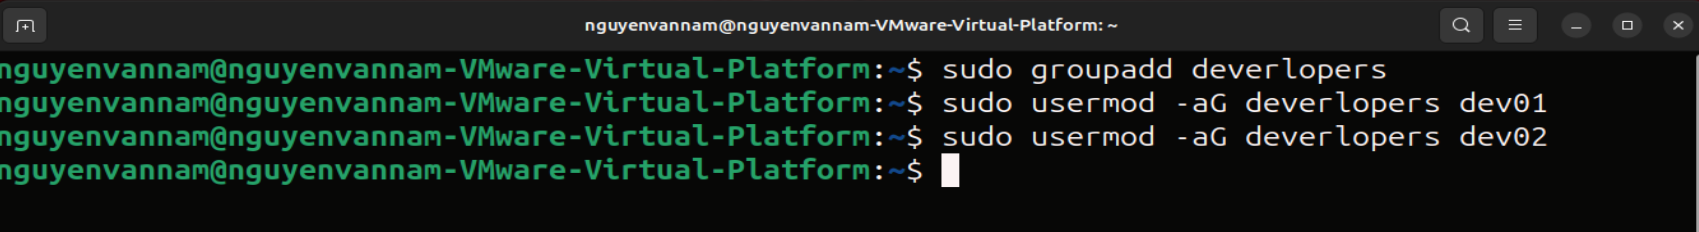 nguyenvannam@nguyenvannam-VMware-Virtual-Platform: ~
nguyenvannam@nguyenvannam-VMware-Virtual-Platform:~$ sudo groupadd deverlopers
nguyenvannam@nguyenvannam-VMware-Virtual-Platform:~$ sudo usermod -aG deverlopers dev01
nguyenvannam@nguyenvannam-VMware-Virtual-Platform:~$ sudo usermod -aG deverlopers dev02
nguyenvannam@nguyenvannam-VMware-Virtual-Platform:~$